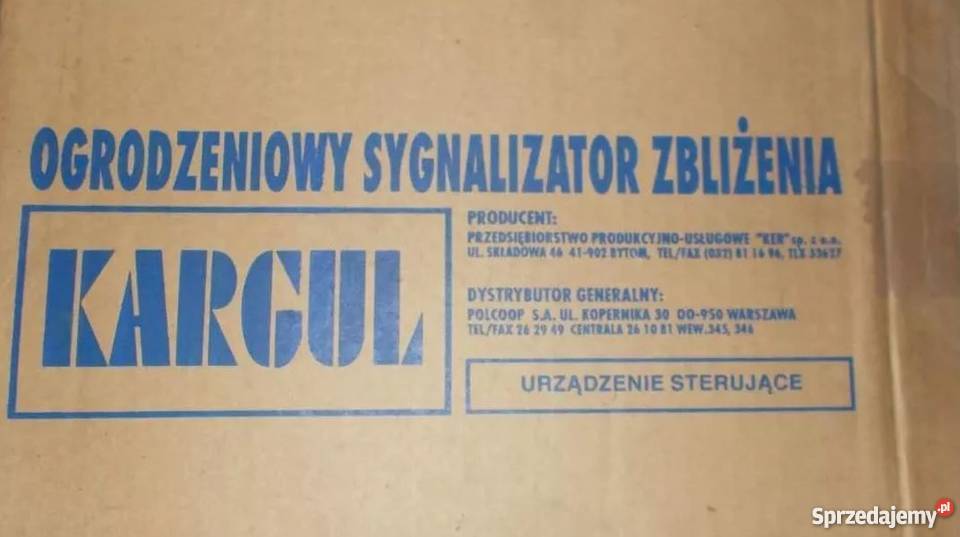 OGRODZENIOWY SYGNALIZATOR ZBLIŻENIA
KARGUL
PRODUCENT:
PRZEDSIĘBIORSTWO PRODUKCYJNO-USŁUGOWE "KER" sp. z o.o.
UL. SKŁADOWA 46 41-902 BYTOM, TEL/FAX (032) 81 16 96, TLX 33627
DYSTRYBUTOR GENERALNY:
POLCOOP S.A. UL. KOPERNIKA 30 00-950 WARSZAWA
TEL/FAX 26 29 49 CENTRALA 26 10 81 WEW.345, 346
URZĄDZENIE STERUJĄCE
Sprzedajemy.pl